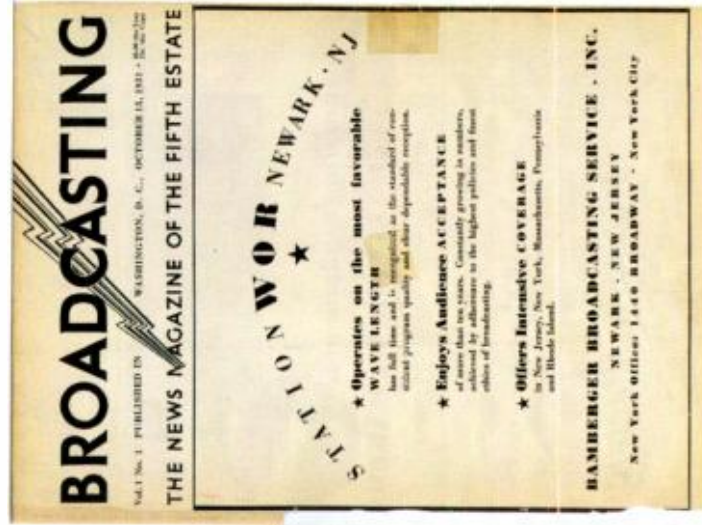 BROADCASTING
Vol. 1 No. 1 PUBLISHED IN WASHINGTON, D. C., OCTOBER 15, 1931
THE NEWS MAGAZINE OF THE FIFTH ESTATE
STATION WOR NEWARK · NJ
★
★ Operates on the most favorable
WAVE LENGTH
has full time and is recognized as the standard of con-
sistent program quality and clear dependable reception.
★ Enjoys Audience ACCEPTANCE
of more than ten years. Constantly growing in numbers,
achieved by adherence to the highest policies and finest
ethics of broadcasting.
★ Offers Intensive COVERAGE
in New Jersey, New York, Massachusetts, Pennsylvania
and Rhode Island.
BAMBERGER BROADCASTING SERVICE . INC.
NEWARK . NEW JERSEY
New York Office: 1440 BROADWAY - New York City